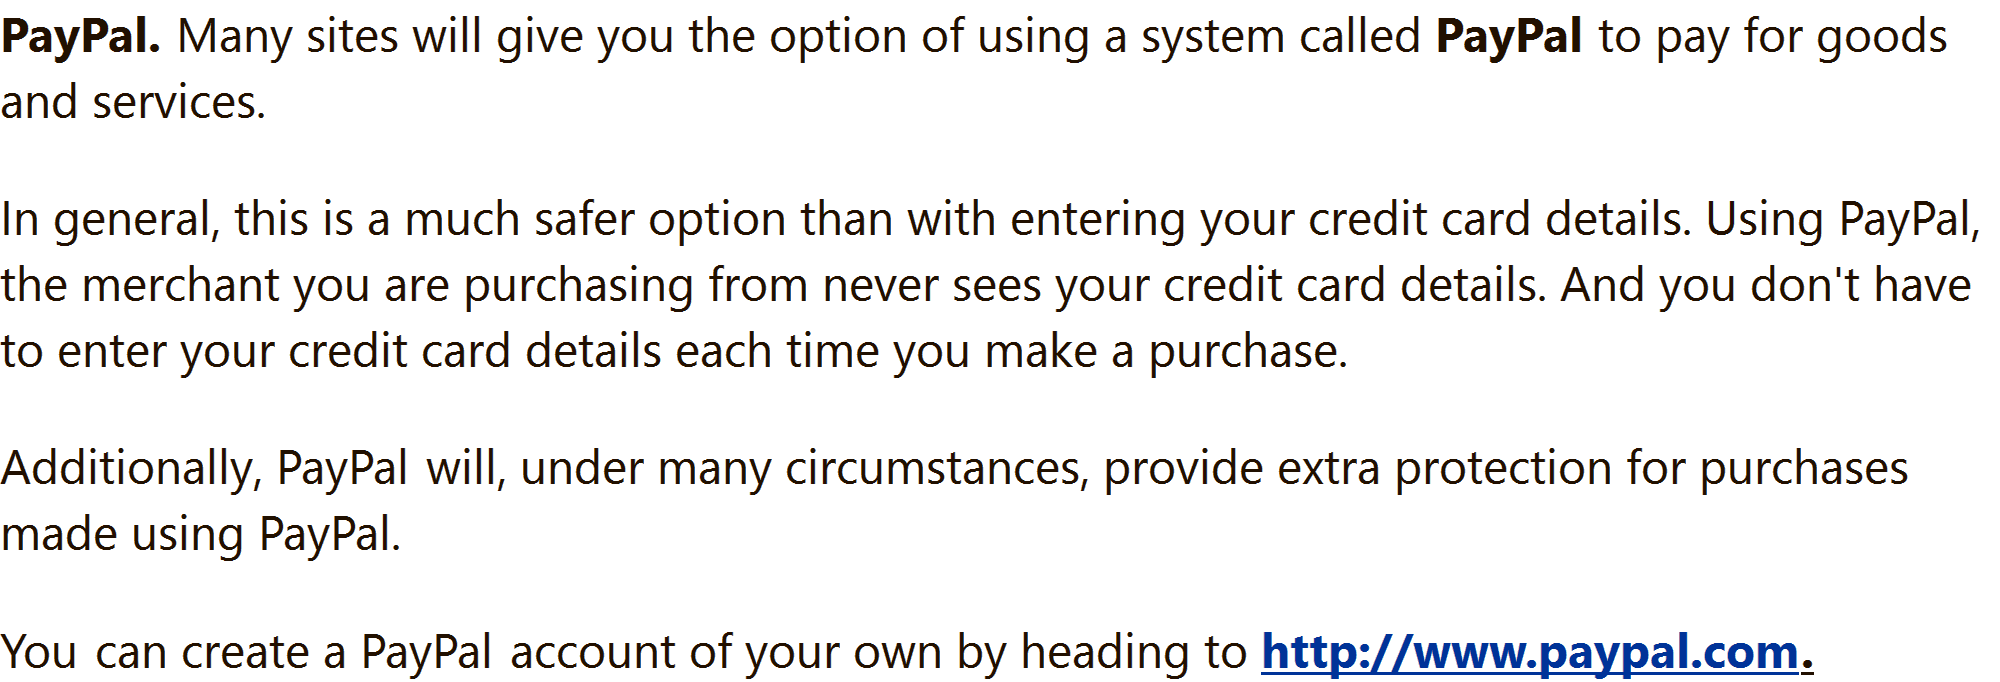 PayPal. Many sites will give you the option of using a system called PayPal to pay for goods
and services.
In general, this is a much safer option than with entering your credit card details. Using PayPal,
the merchant you are purchasing from never sees your credit card details. And you don't have
to enter your credit card details each time you make a purchase.
Additionally, PayPal will, under many circumstances, provide extra protection for purchases
made using PayPal.
You can create a PayPal account of your own by heading to http://www.paypal.com.